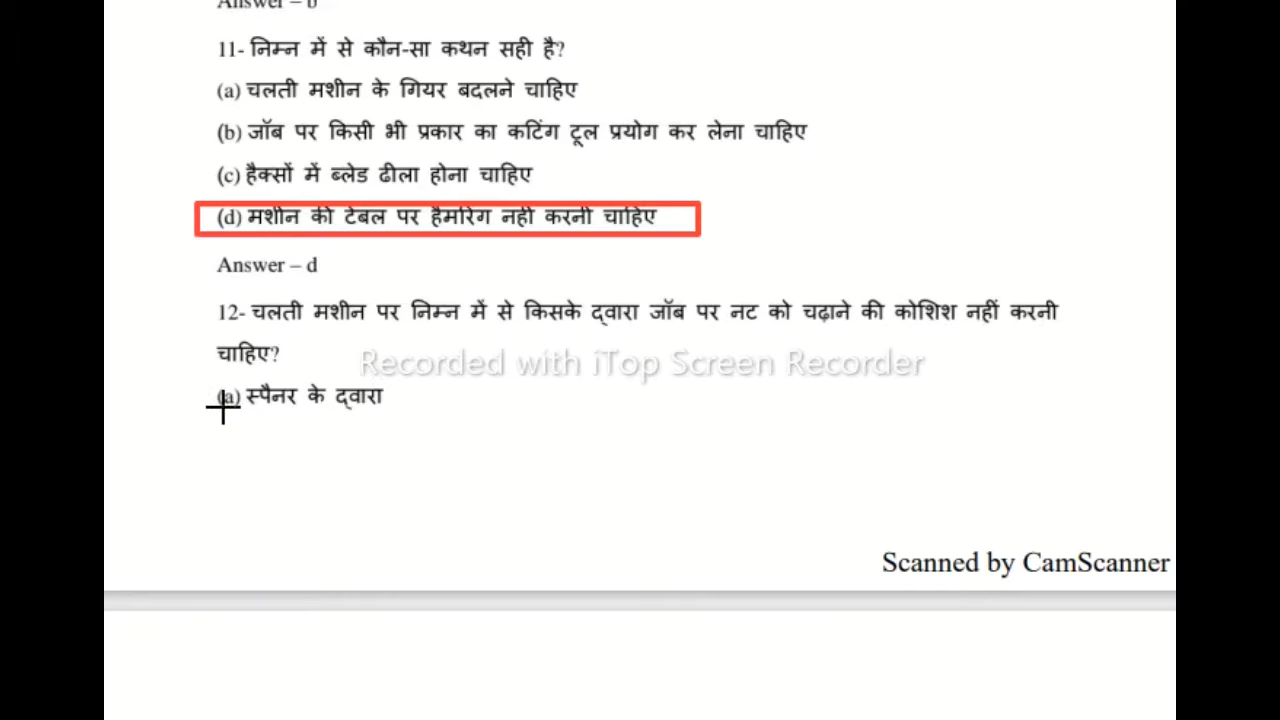 Answer – b
11- निम्न में से कौन-सा कथन सही है?
(a) चलती मशीन के गियर बदलने चाहिए
(b) जॉब पर किसी भी प्रकार का कटिंग टूल प्रयोग कर लेना चाहिए
(c) हैक्सों में ब्लेड ढीला होना चाहिए
(d) मशीन की टेबल पर हैमरिंग नहीं करनी चाहिए
Answer – d
12- चलती मशीन पर निम्न में से किसके द्वारा जॉब पर नट को चढ़ाने की कोशिश नहीं करनी
चाहिए?
Recorded with iTop Screen Recorder
(a) स्पैनर के द्वारा
Scanned by CamScanner